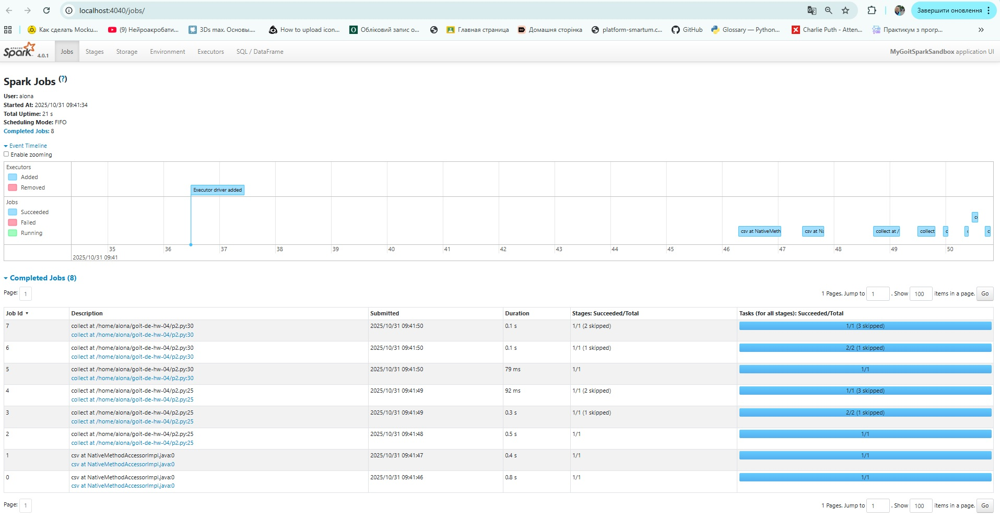 localhost:4040/jobs/
Завершити оновлення
Как сделать Mocku...
(9) Нейроакробати...
3Ds max. Основы....
How to upload icon...
Обліковий запис о...
Главная страница
Домашня сторінка
platform-smartum.c...
GitHub
Glossary — Python...
Charlie Puth - Atten...
Практикум з прогр...
APACHE Spark 4.0.1
Jobs
Stages
Storage
Environment
Executors
SQL / DataFrame
MyGoitSparkSandbox application UI
Spark Jobs (?)
User: alona
Started At: 2025/10/31 09:41:34
Total Uptime: 21 s
Scheduling Mode: FIFO
Completed Jobs: 8
Event Timeline
Enable zooming
Executors
Added
Removed
Executor driver added
Jobs
Succeeded
Failed
Running
csv at NativeMeth
csv at Na
collect at /
collect
c
c
c
35 36 37 38 39 40 41 42 43 44 45 46 47 48 49 50
2025/10/31 09:41
Completed Jobs (8)
Page: 1
1 Pages. Jump to 1 . Show 100 items in a page. Go
Job Id ▾ Description Submitted Duration Stages: Succeeded/Total Tasks (for all stages): Succeeded/Total
7 collect at /home/alona/goit-de-hw-04/p2.py:30 2025/10/31 09:41:50 0.1 s 1/1 (2 skipped) 1/1 (3 skipped)
collect at /home/alona/goit-de-hw-04/p2.py:30
6 collect at /home/alona/goit-de-hw-04/p2.py:30 2025/10/31 09:41:50 0.1 s 1/1 (1 skipped) 2/2 (1 skipped)
collect at /home/alona/goit-de-hw-04/p2.py:30
5 collect at /home/alona/goit-de-hw-04/p2.py:30 2025/10/31 09:41:50 79 ms 1/1 1/1
collect at /home/alona/goit-de-hw-04/p2.py:30
4 collect at /home/alona/goit-de-hw-04/p2.py:25 2025/10/31 09:41:49 92 ms 1/1 (2 skipped) 1/1 (3 skipped)
collect at /home/alona/goit-de-hw-04/p2.py:25
3 collect at /home/alona/goit-de-hw-04/p2.py:25 2025/10/31 09:41:49 0.3 s 1/1 (1 skipped) 2/2 (1 skipped)
collect at /home/alona/goit-de-hw-04/p2.py:25
2 collect at /home/alona/goit-de-hw-04/p2.py:25 2025/10/31 09:41:48 0.5 s 1/1 1/1
collect at /home/alona/goit-de-hw-04/p2.py:25
1 csv at NativeMethodAccessorImpl.java:0 2025/10/31 09:41:47 0.4 s 1/1 1/1
csv at NativeMethodAccessorImpl.java:0
0 csv at NativeMethodAccessorImpl.java:0 2025/10/31 09:41:46 0.8 s 1/1 1/1
csv at NativeMethodAccessorImpl.java:0
Page: 1
1 Pages. Jump to 1 . Show 100 items in a page. Go